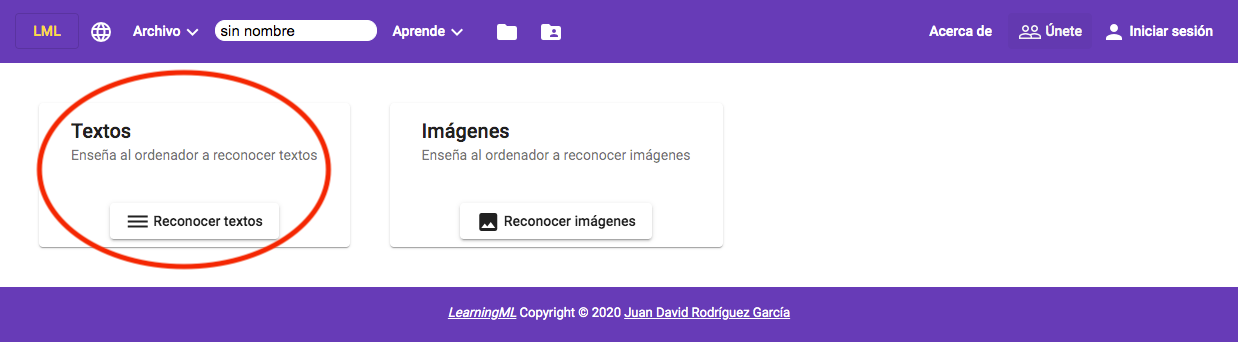 LML Archivo sin nombre Aprende Acerca de Únete Iniciar sesión
Textos
Enseña al ordenador a reconocer textos
Reconocer textos
Imágenes
Enseña al ordenador a reconocer imágenes
Reconocer imágenes
LearningML Copyright © 2020 Juan David Rodríguez García